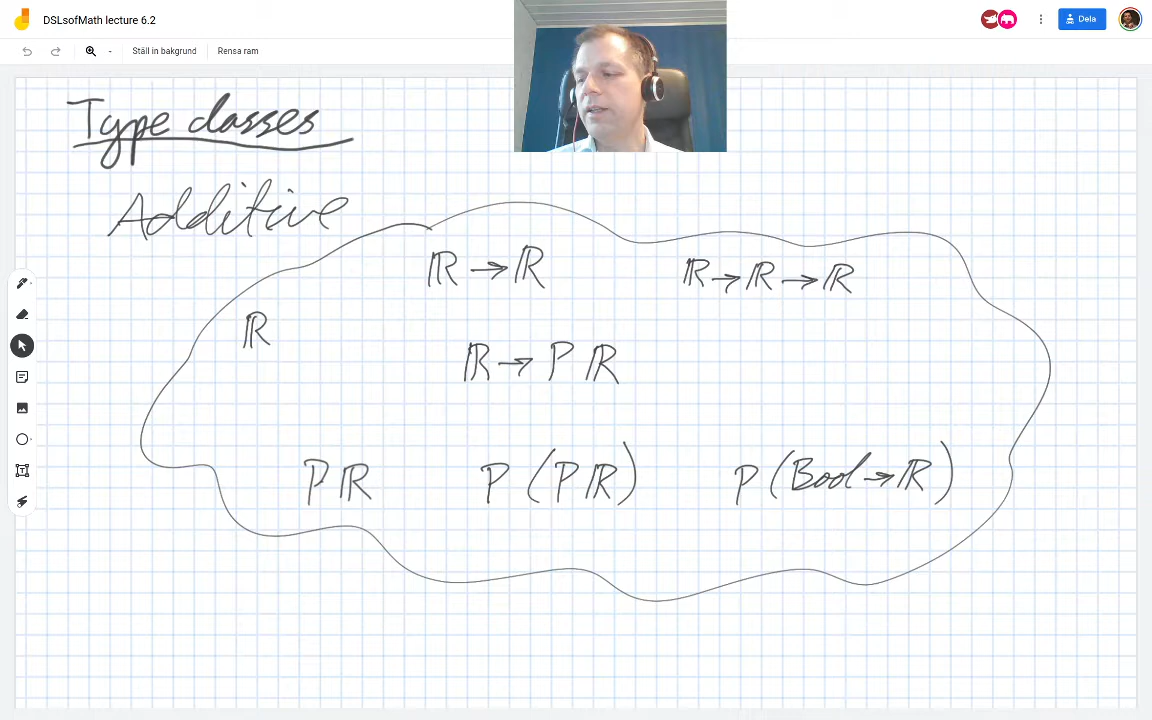 DSLsofMath lecture 6.2
Dela
Ställ in bakgrund Rensa ram
Type classes
Additive
ℝ → ℝ
ℝ → ℝ → ℝ
ℝ
ℝ → P ℝ
P ℝ
P (P ℝ)
P (Bool → ℝ)